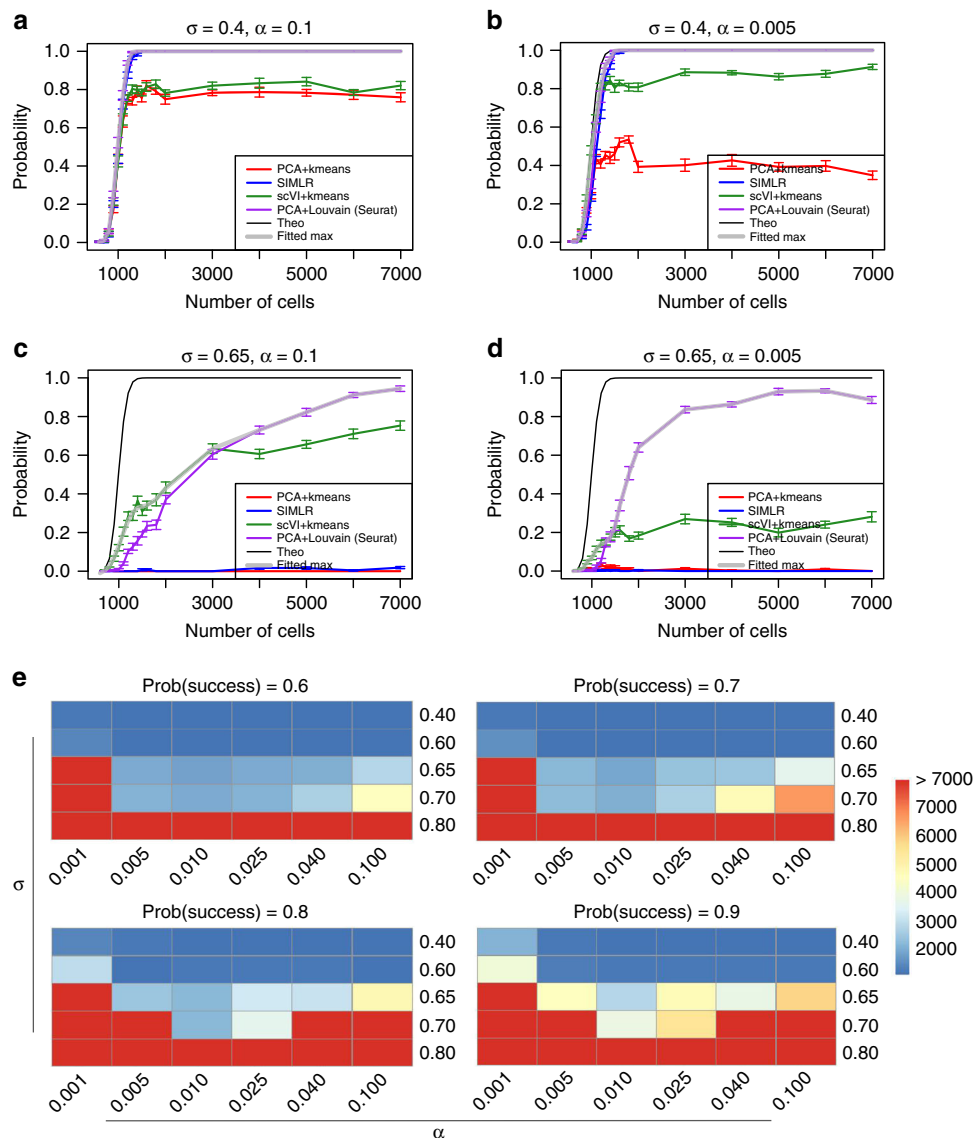 a
σ = 0.4, α = 0.1
Probability
1.0
0.8
0.6
0.4
0.2
0.0
PCA+kmeans
SIMLR
scVI+kmeans
PCA+Louvain (Seurat)
Theo
Fitted max
1000 3000 5000 7000
Number of cells
b
σ = 0.4, α = 0.005
Probability
1.0
0.8
0.6
0.4
0.2
0.0
PCA+kmeans
SIMLR
scVI+kmeans
PCA+Louvain (Seurat)
Theo
Fitted max
1000 3000 5000 7000
Number of cells
c
σ = 0.65, α = 0.1
Probability
1.0
0.8
0.6
0.4
0.2
0.0
PCA+kmeans
SIMLR
scVI+kmeans
PCA+Louvain (Seurat)
Theo
Fitted max
1000 3000 5000 7000
Number of cells
d
σ = 0.65, α = 0.005
Probability
1.0
0.8
0.6
0.4
0.2
0.0
PCA+kmeans
SIMLR
scVI+kmeans
PCA+Louvain (Seurat)
Theo
Fitted max
1000 3000 5000 7000
Number of cells
e
Prob(success) = 0.6
0.40
0.60
0.65
0.70
0.80
0.001 0.005 0.010 0.025 0.040 0.100
Prob(success) = 0.7
0.40
0.60
0.65
0.70
0.80
0.001 0.005 0.010 0.025 0.040 0.100
> 7000
7000
6000
5000
4000
3000
2000
σ
Prob(success) = 0.8
0.40
0.60
0.65
0.70
0.80
0.001 0.005 0.010 0.025 0.040 0.100
Prob(success) = 0.9
0.40
0.60
0.65
0.70
0.80
0.001 0.005 0.010 0.025 0.040 0.100
α